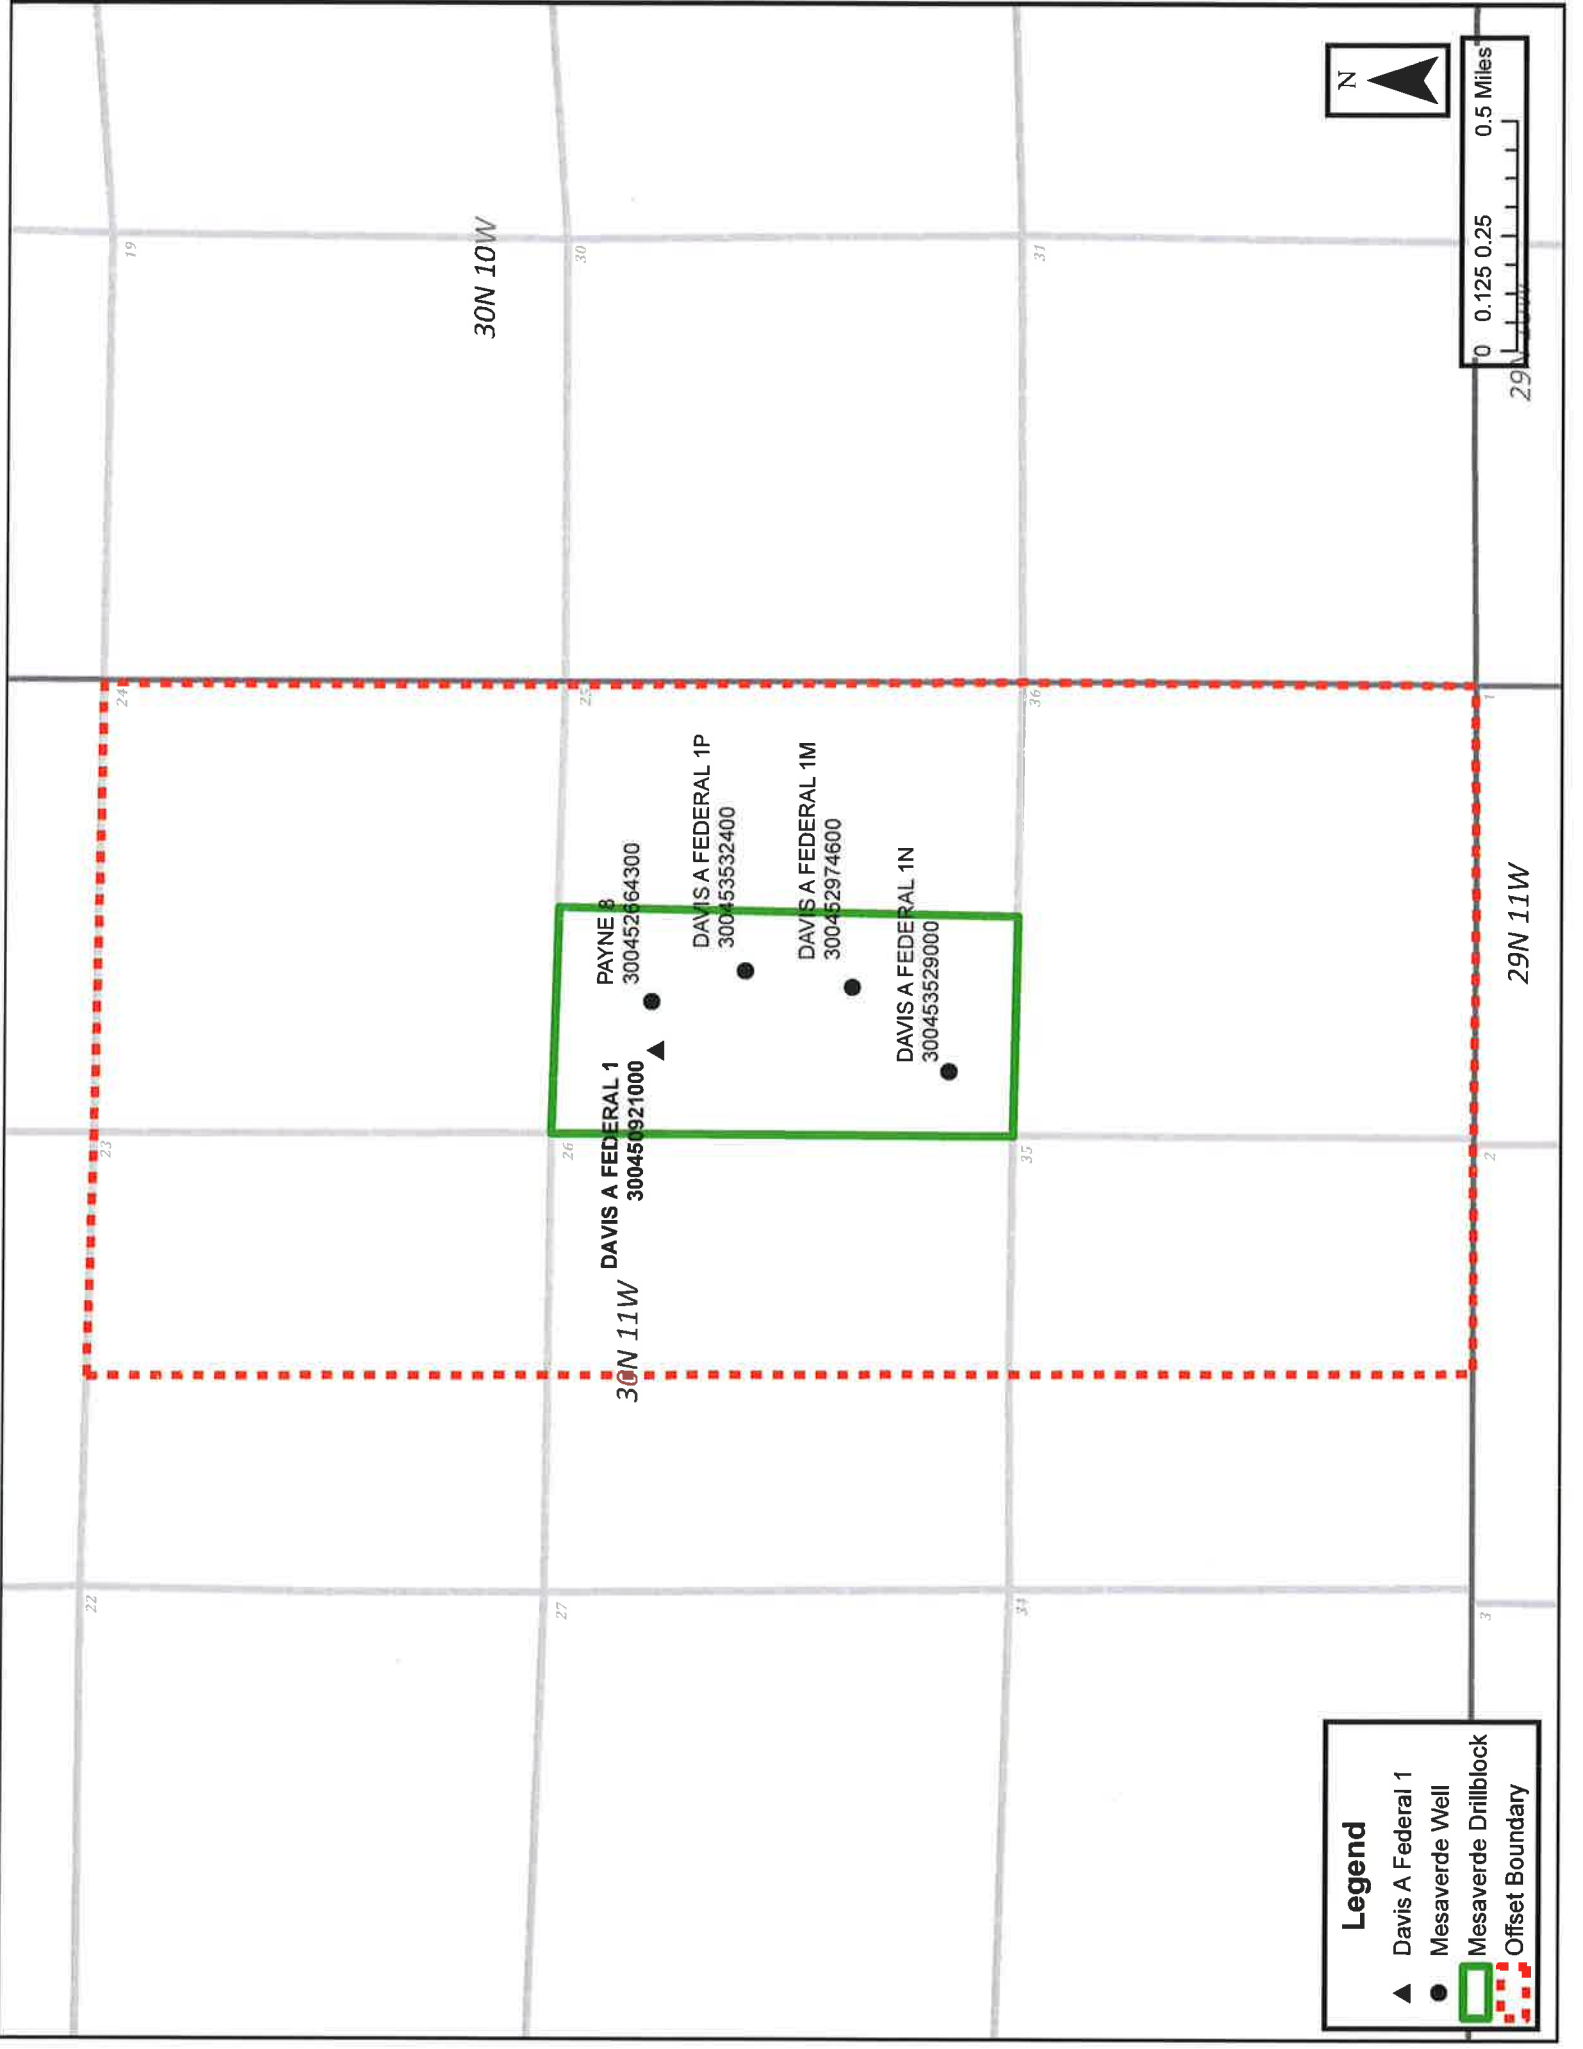 22
23
24
19
27
26
25
30
34
35
36
31
3
2
1
30N 11W
30N 10W
29N 11W
DAVIS A FEDERAL 1
300450921000
PAYNE 8
300452664300
DAVIS A FEDERAL 1P
300453532400
DAVIS A FEDERAL 1M
300452974600
DAVIS A FEDERAL 1N
300453529000
Legend
Davis A Federal 1
Mesaverde Well
Mesaverde Drillblock
Offset Boundary
N
0 0.125 0.25 0.5 Miles